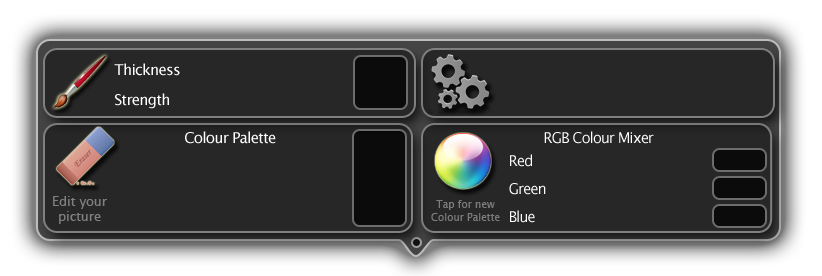 Thickness
Strength
Colour Palette
Eraser
Edit your
picture
RGB Colour Mixer
Red
Green
Blue
Tap for new
Colour Palette